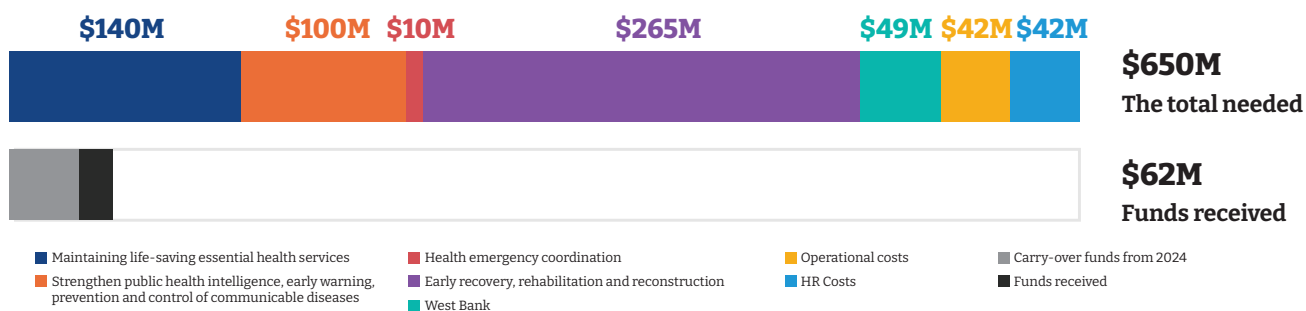 $140M $100M $10M $265M $49M $42M $42M
$650M
The total needed
$62M
Funds received
Maintaining life-saving essential health services
Strengthen public health intelligence, early warning,
prevention and control of communicable diseases
Health emergency coordination
Early recovery, rehabilitation and reconstruction
West Bank
Operational costs
HR Costs
Carry-over funds from 2024
Funds received